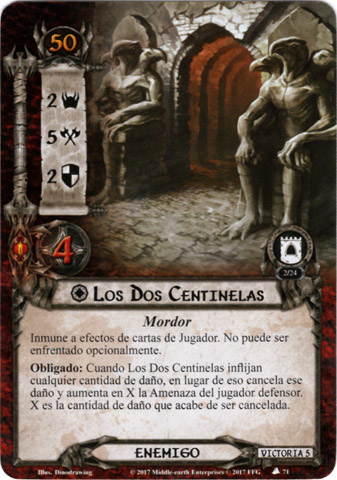 50
2
5
2
4
2/24
Los Dos Centinelas
Mordor
Inmune a efectos de cartas de Jugador. No puede ser
enfrentado opcionalmente.
Obligado: Cuando Los Dos Centinelas inflijan
cualquier cantidad de daño, en lugar de eso cancela ese
daño y aumenta en X la Amenaza del jugador defensor.
X es la cantidad de daño que acabe de ser cancelada.
ENEMIGO
VICTORIA 5
Illus. Dinodrawing © 2017 Middle-earth Enterprises © 2017 FFG 71